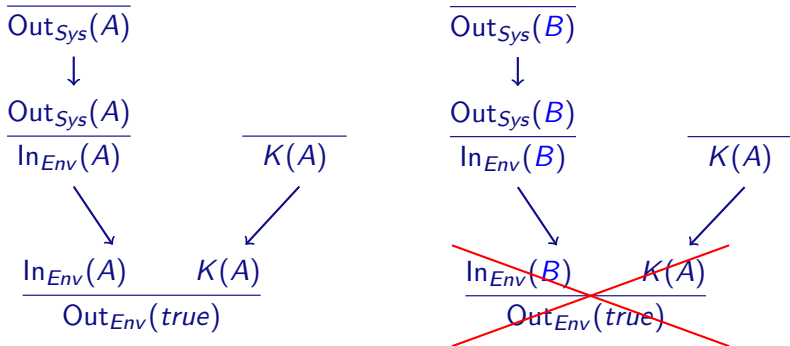 Out_Sys(A) Out_Sys(B)
Out_Sys(A) Out_Sys(B)
In_Env(A) K(A) In_Env(B) K(A)
In_Env(A) K(A) In_Env(B) K(A)
Out_Env(true) Out_Env(true)